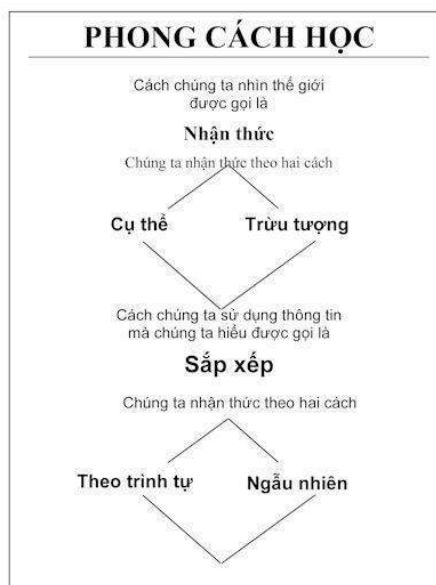 PHONG CÁCH HỌC
Cách chúng ta nhìn thế giới
được gọi là
Nhận thức
Chúng ta nhận thức theo hai cách
Cụ thể
Trừu tượng
Cách chúng ta sử dụng thông tin
mà chúng ta hiểu được gọi là
Sắp xếp
Chúng ta nhận thức theo hai cách
Theo trình tự
Ngẫu nhiên